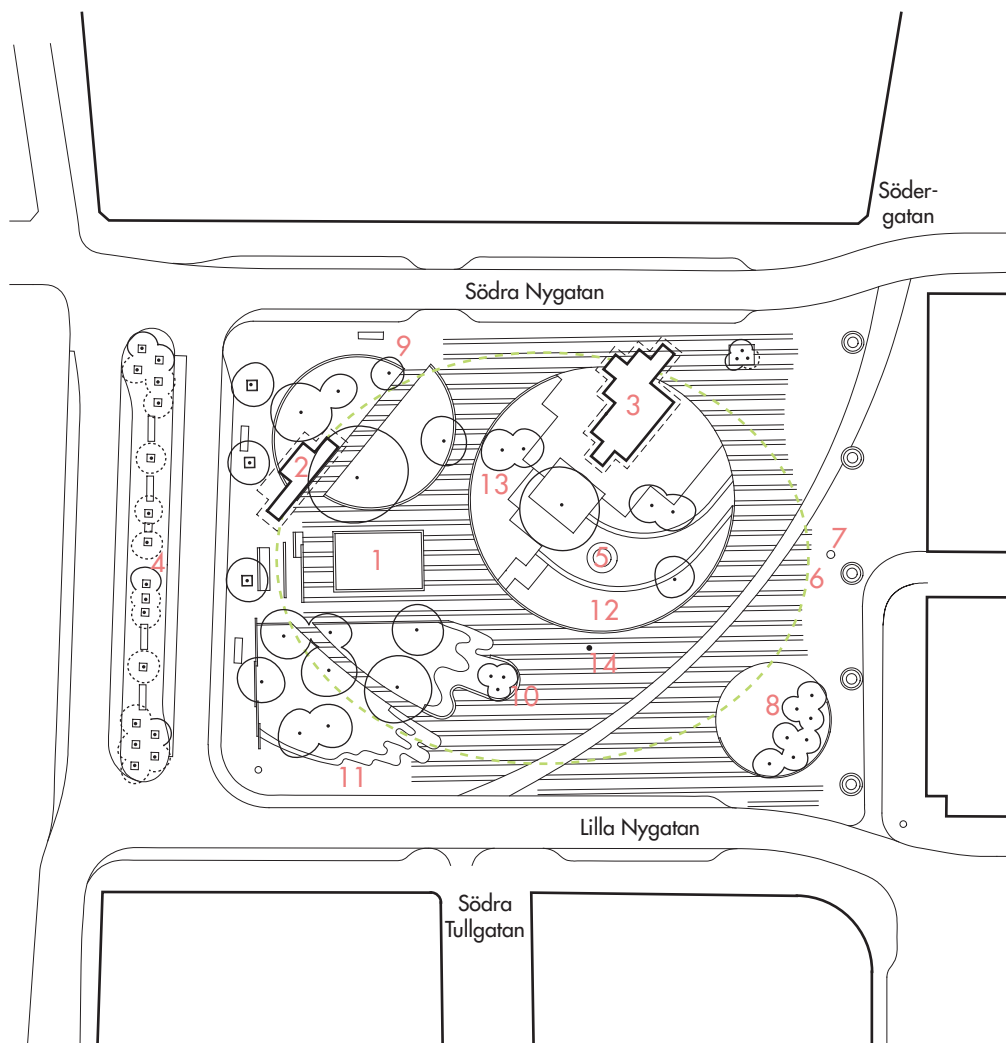 Söder-
gatan
Södra Nygatan
9
3
2
13
7
1
5
4
6
12
14
10
8
11
Lilla Nygatan
Södra
Tullgatan